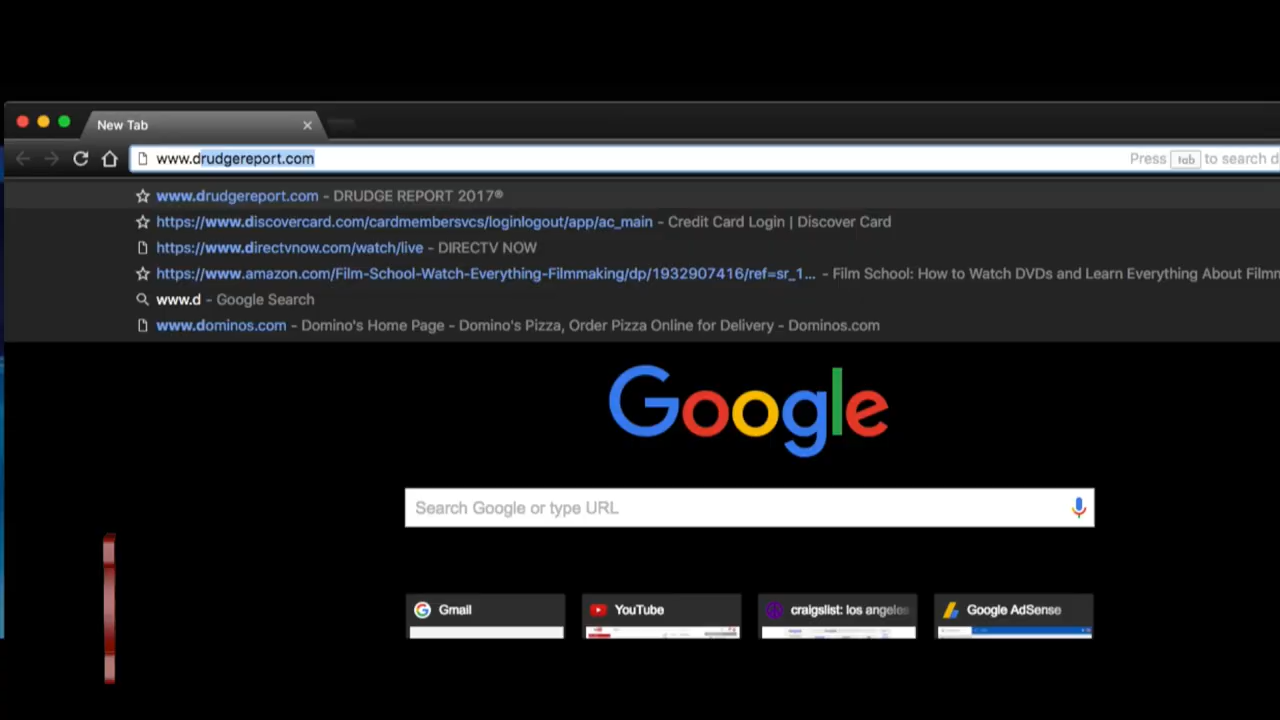 New Tab
www.drudgereport.com Press tab to search d
www.drudgereport.com - DRUDGE REPORT 2017®
https://www.discovercard.com/cardmembersvcs/loginlogout/app/ac_main - Credit Card Login | Discover Card
https://www.directvnow.com/watch/live - DIRECTV NOW
https://www.amazon.com/Film-School-Watch-Everything-Filmmaking/dp/1932907416/ref=sr_1... - Film School: How to Watch DVDs and Learn Everything About Filmm
www.d - Google Search
www.dominos.com - Domino's Home Page - Domino's Pizza, Order Pizza Online for Delivery - Dominos.com
Google
Search Google or type URL
Gmail YouTube craigslist: los angeles Google AdSense